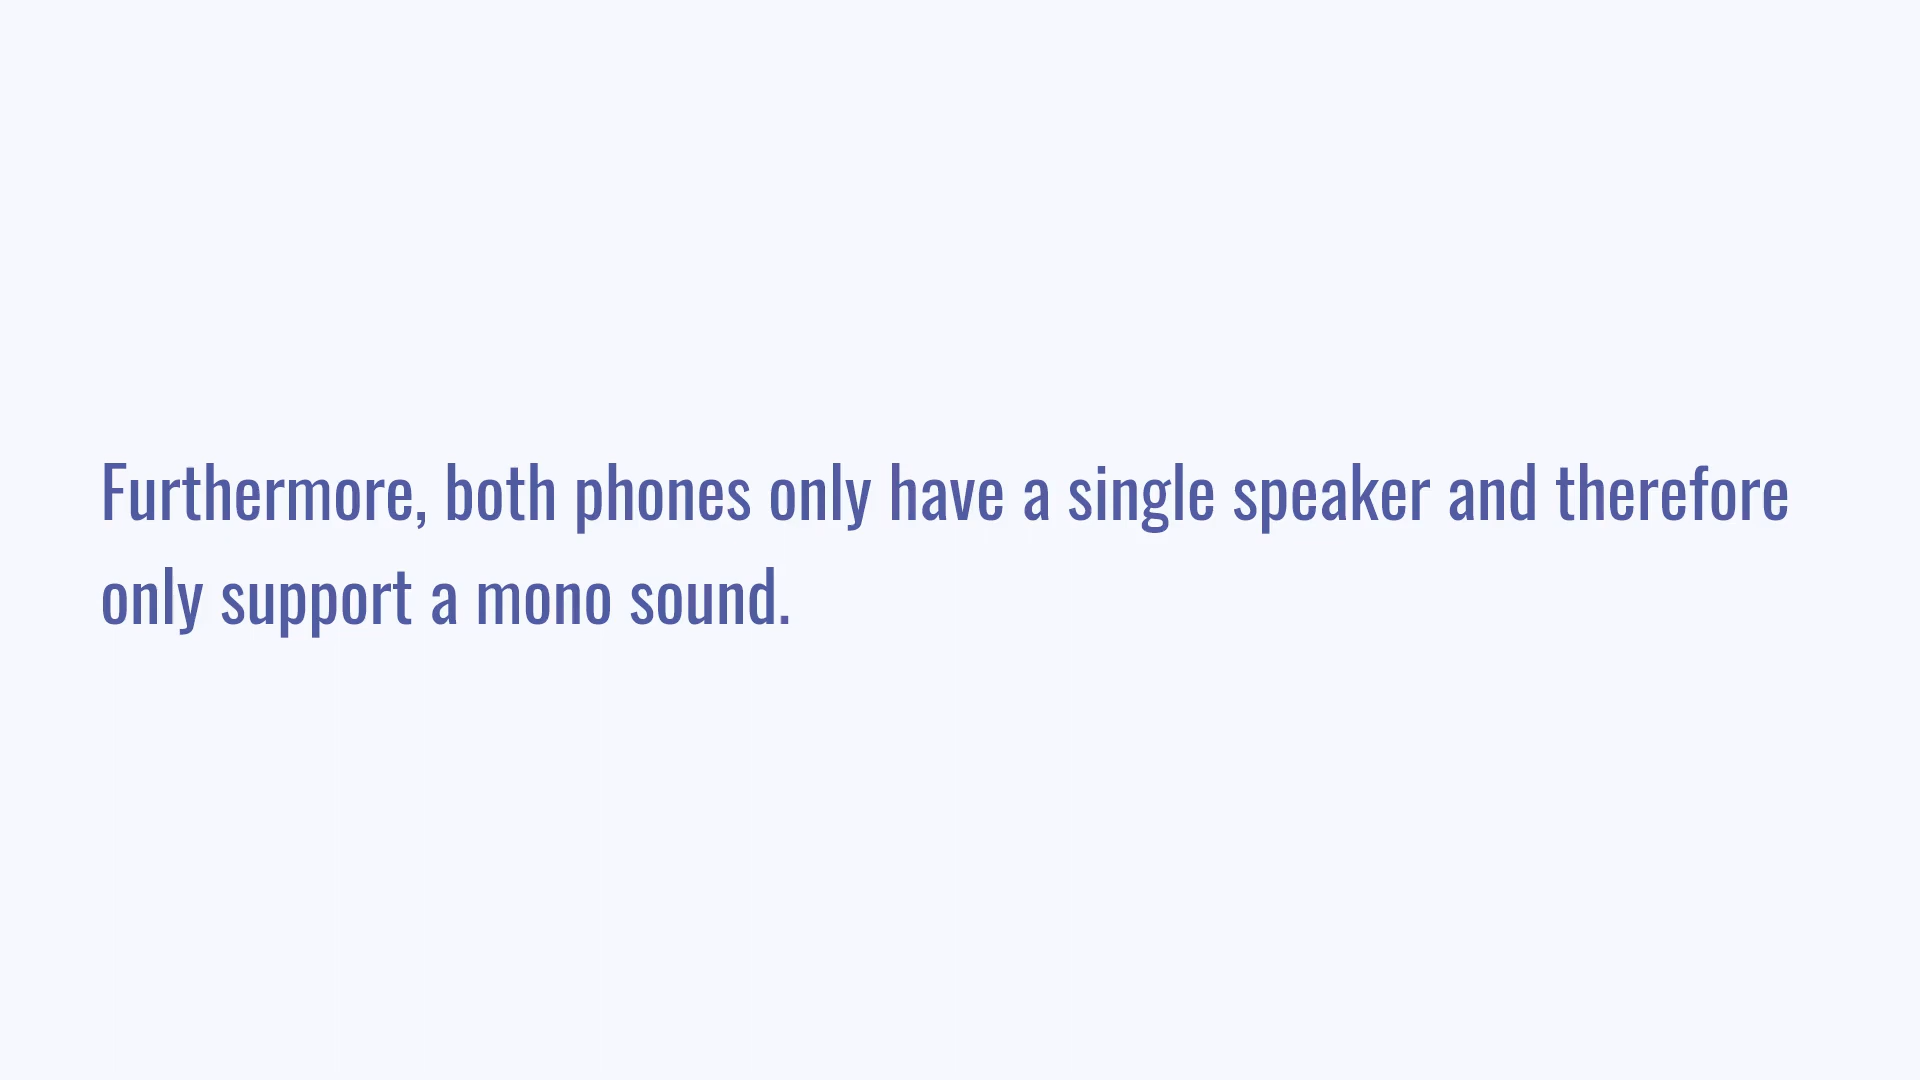 Furthermore, both phones only have a single speaker and therefore
only support a mono sound.